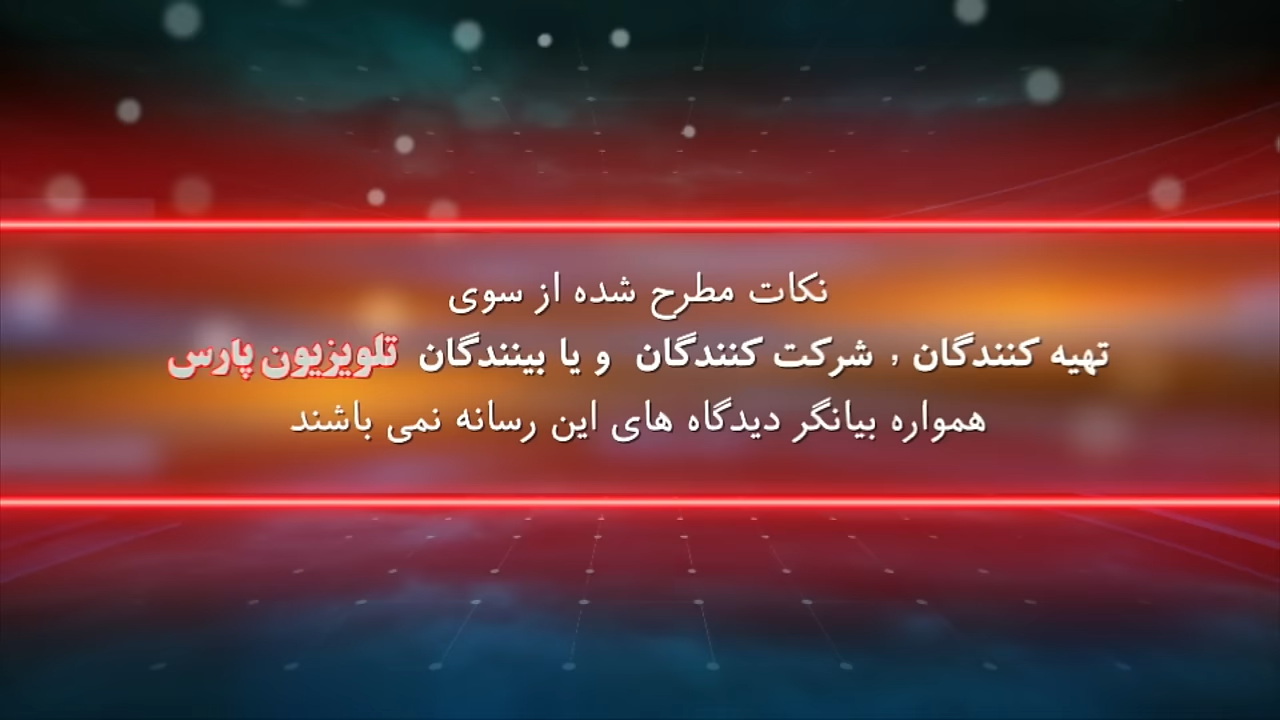 نکات مطرح شده از سوی
تهیه کنندگان , شرکت کنندگان و یا بینندگان تلویزیون پارس
همواره بیانگر دیدگاه های این رسانه نمی باشند